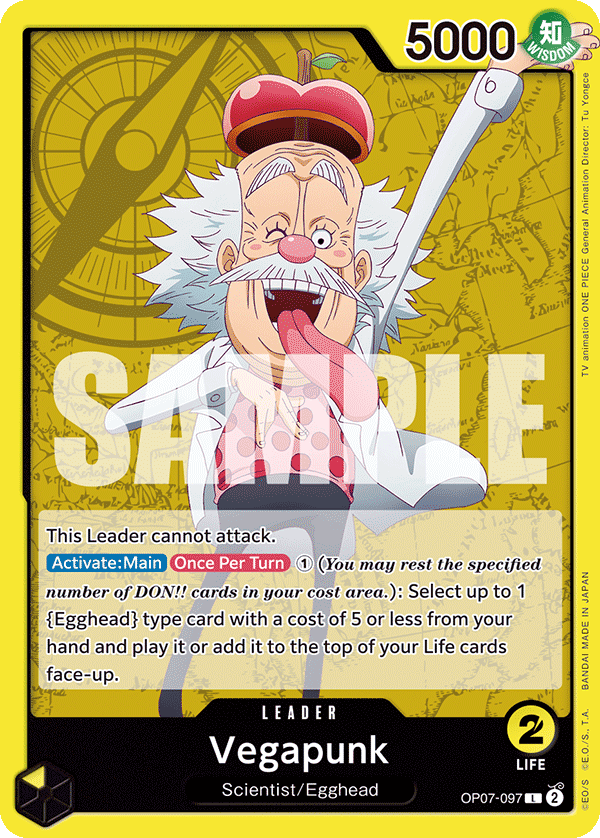 5000
知
WISDOM
TV animation ONE PIECE General Animation Director: Tu Yongce
SAMPLE
This Leader cannot attack.
Activate:Main Once Per Turn ① (You may rest the specified
number of DON!! cards in your cost area.): Select up to 1
{Egghead} type card with a cost of 5 or less from your
hand and play it or add it to the top of your Life cards
face-up.
©E.O/S ©E.O./S., T.A. BANDAI MADE IN JAPAN
LEADER
Vegapunk
Scientist/Egghead
2
LIFE
OP07-097 L 2